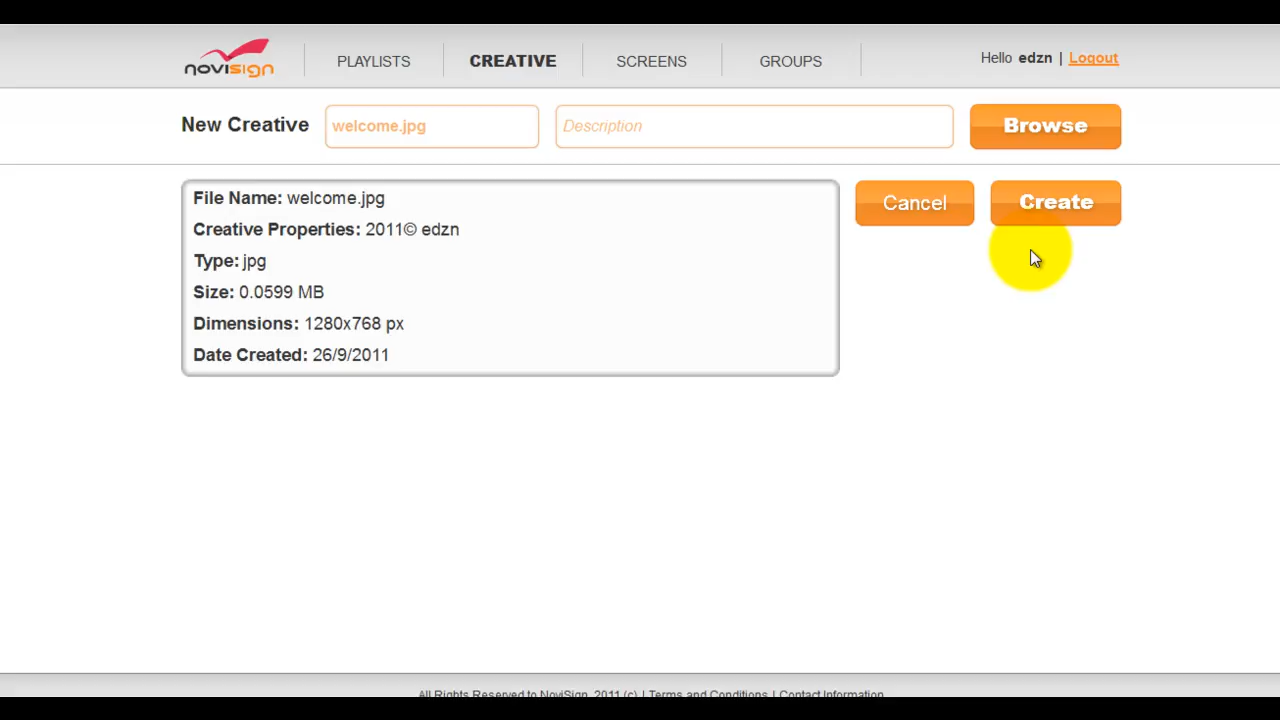 novisign
PLAYLISTS
CREATIVE
SCREENS
GROUPS
Hello edzn | Logout
New Creative
welcome.jpg
Description
Browse
File Name: welcome.jpg
Creative Properties: 2011© edzn
Type: jpg
Size: 0.0599 MB
Dimensions: 1280x768 px
Date Created: 26/9/2011
Cancel
Create
All Rights Reserved to NoviSign, 2011 (c) | Terms and Conditions | Contact Information